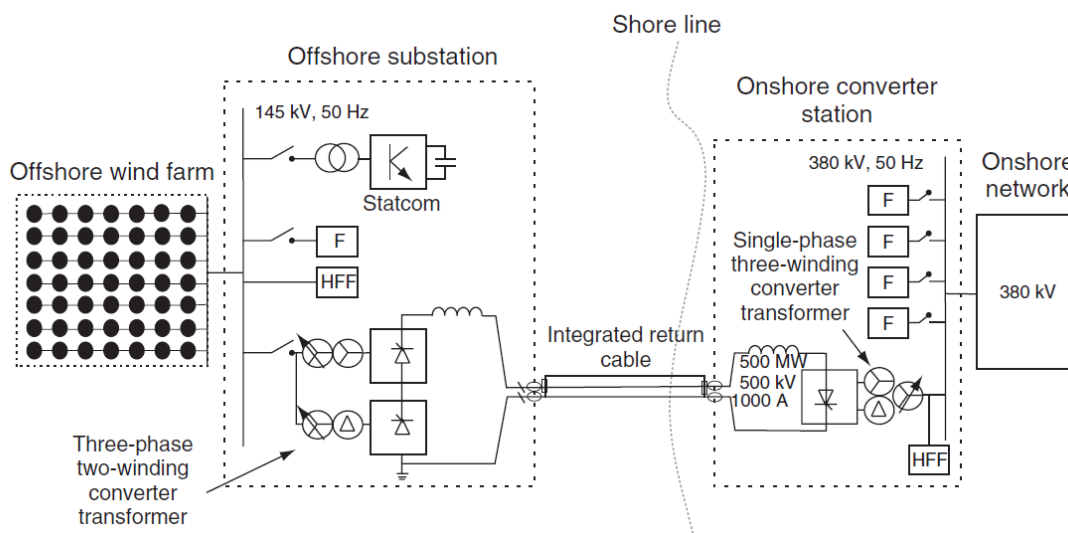 Shore line
Offshore substation
Onshore converter
station
145 kV, 50 Hz
380 kV, 50 Hz
Onshore
network
Offshore wind farm
Statcom
F
HFF
F
F
F
F
Single-phase
three-winding
converter
transformer
380 kV
Integrated return
cable
500 MW
500 kV
1000 A
Δ
Δ
HFF
Three-phase
two-winding
converter
transformer